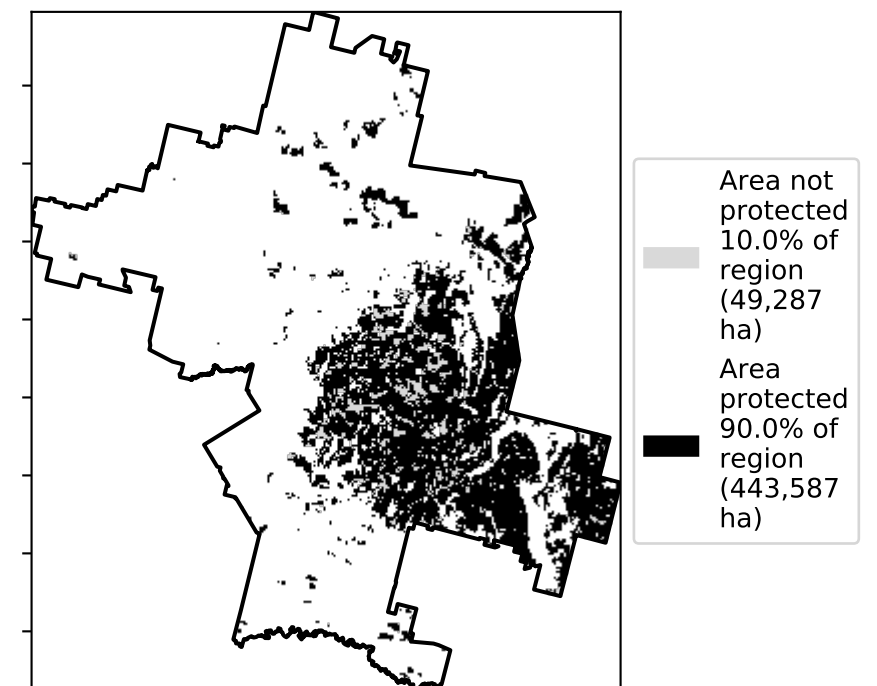 Area not
protected
10.0% of
region
(49,287
ha)
Area
protected
90.0% of
region
(443,587
ha)